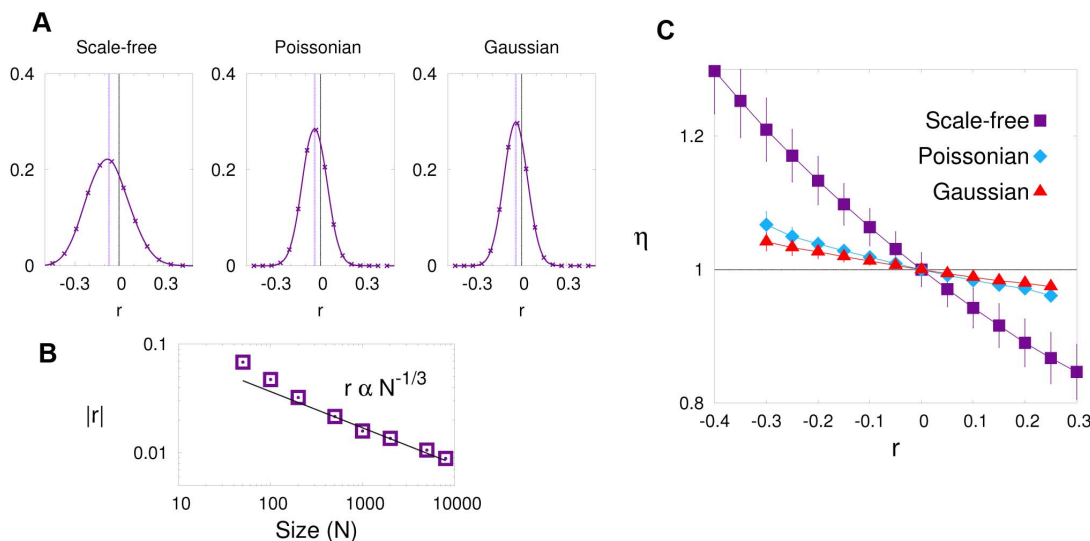 A
Scale-free
Poissonian
Gaussian
0.4
0.2
0
-0.3 0 0.3
r
0.4
0.2
0
-0.3 0 0.3
r
0.4
0.2
0
-0.3 0 0.3
r
B
0.1
0.01
|r|
r α N-1/3
10 100 1000 10000
Size (N)
C
Scale-free
Poissonian
Gaussian
η
1.2
1
0.8
-0.4 -0.3 -0.2 -0.1 0 0.1 0.2 0.3
r